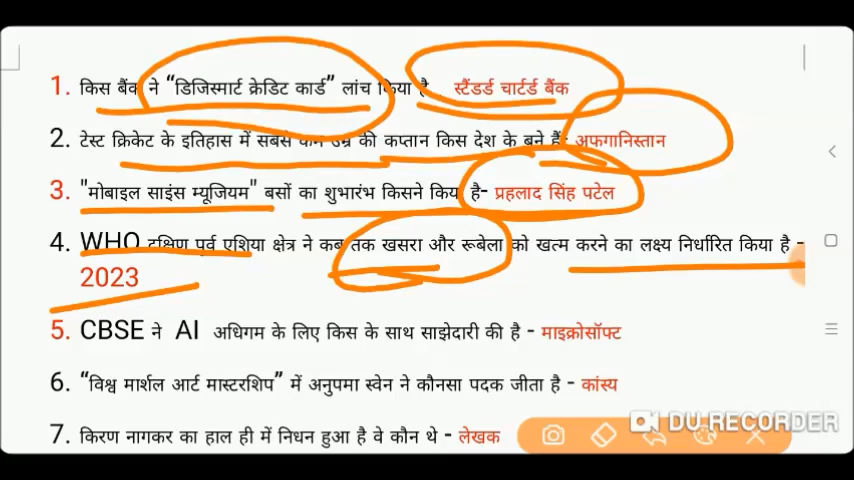 1. किस बैंक ने "डिजिस्मार्ट क्रेडिट कार्ड" लांच किया है - स्टैंडर्ड चार्टर्ड बैंक
2. टेस्ट क्रिकेट के इतिहास में सबसे कम उम्र की कप्तान किस देश के बने हैं- अफगानिस्तान
3. "मोबाइल साइंस म्यूजियम" बसों का शुभारंभ किसने किया है- प्रहलाद सिंह पटेल
4. WHO दक्षिण पूर्व एशिया क्षेत्र ने कब तक खसरा और रूबेला को खत्म करने का लक्ष्य निर्धारित किया है -
2023
5. CBSE ने AI अधिगम के लिए किस के साथ साझेदारी की है - माइक्रोसॉफ्ट
6. "विश्व मार्शल आर्ट मास्टरशिप" में अनुपमा स्वेन ने कौनसा पदक जीता है - कांस्य
DU RECORDER
7. किरण नागकर का हाल ही में निधन हुआ है वे कौन थे - लेखक